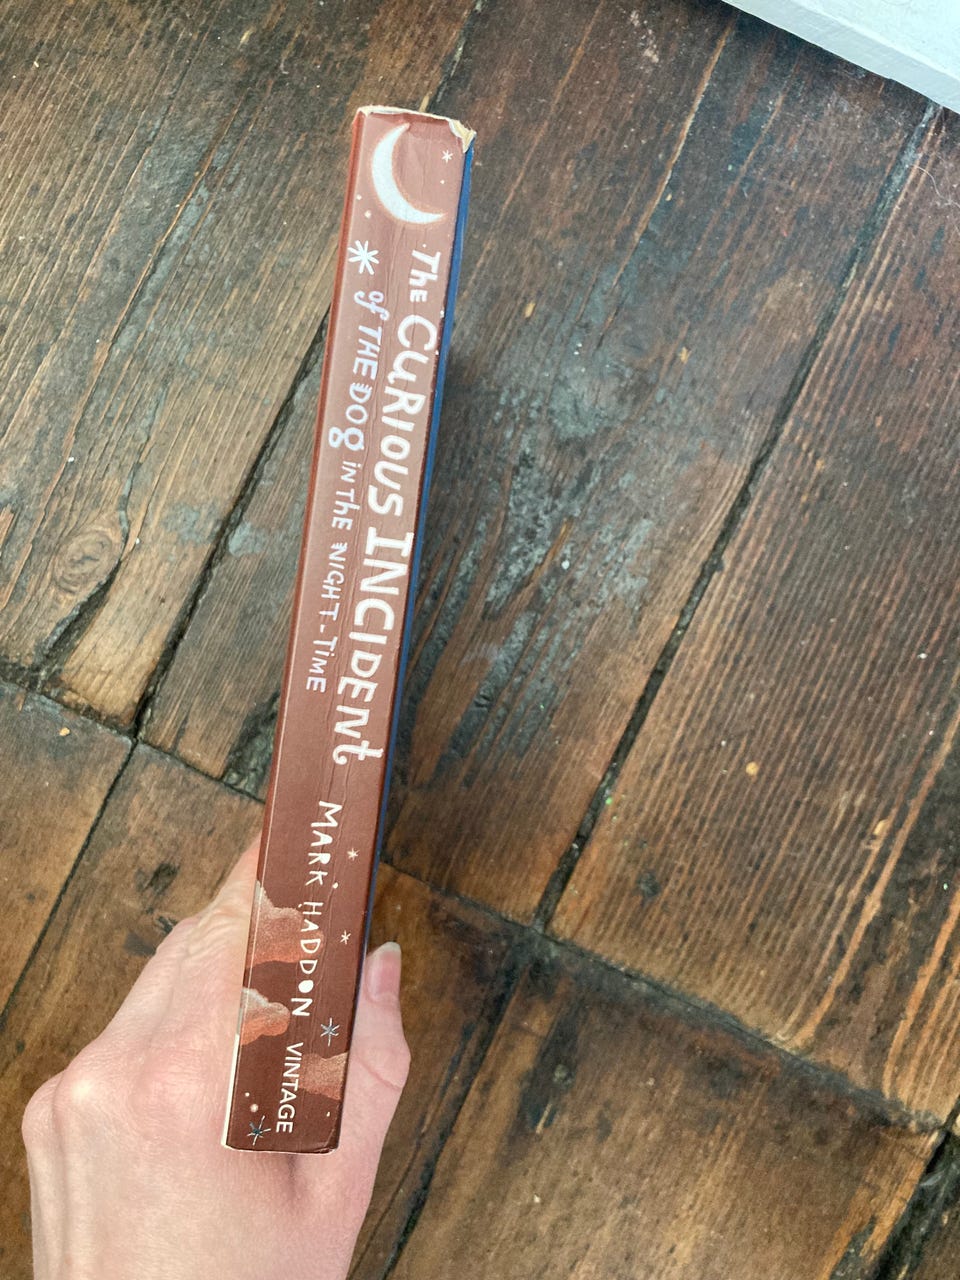 The CuRIOUS INCIDENt
of THE DOg iN ThE NIGHT-TiME
MARK HADDON
VINTAGE